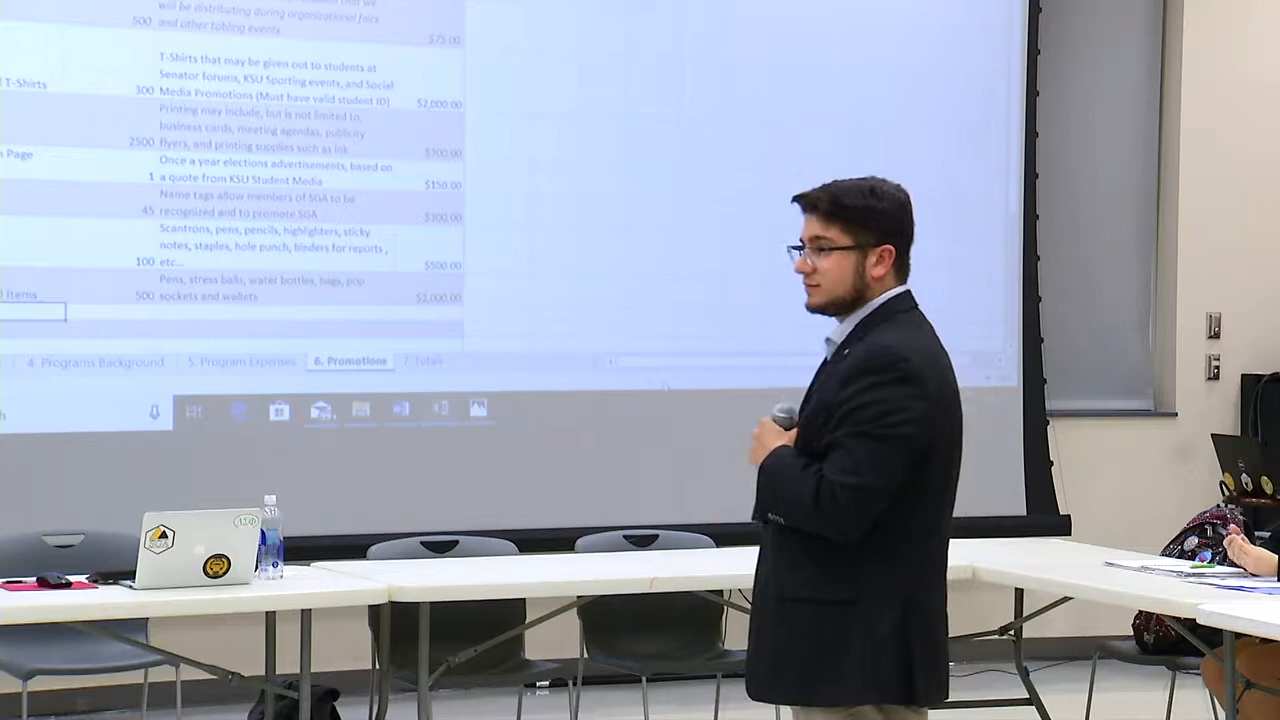 will be distributing during organizational fairs
500 and other tabling events. $75.00
T-Shirts that may be given out to students at
Senator forums, KSU Sporting events, and Social
T-Shirts 300 Media Promotions (Must have valid student ID) $2,000.00
Printing may include, but is not limited to,
business cards, meeting agendas, publicity
2500 flyers, and printing supplies such as ink $300.00
Page Once a year elections advertisements, based on
1 a quote from KSU Student Media $150.00
Name tags allow members of SGA to be
45 recognized and to promote SGA $300.00
Scantrons, pens, pencils, highlighters, sticky
notes, staples, hole punch, binders for reports,
100 etc... $500.00
Pens, stress balls, water bottles, bags, pop
Items 500 sockets and wallets $2,000.00
4. Programs Background 5. Program Expenses 6. Promotions 7. Totals
SGA
ΛΣΦ